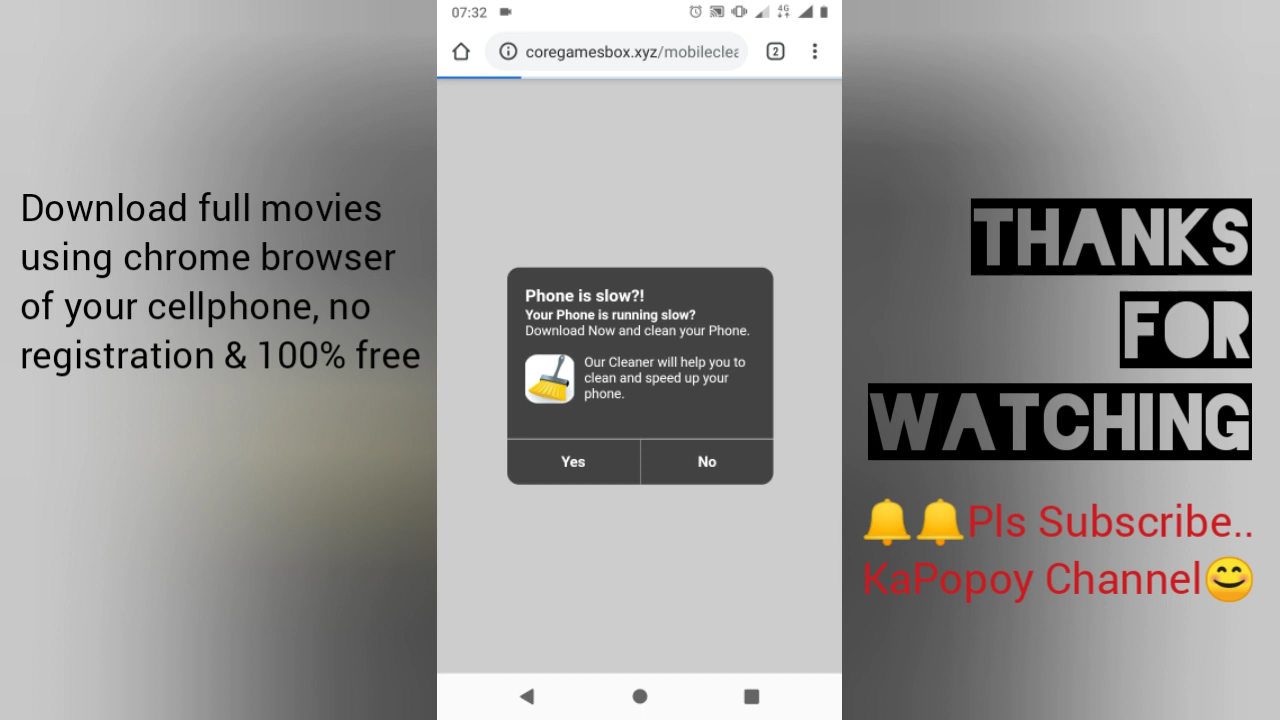 07:32
4G
coregamesbox.xyz/mobileclea
2
Download full movies
using chrome browser
of your cellphone, no
registration & 100% free
Phone is slow?!
Your Phone is running slow?
Download Now and clean your Phone.
Our Cleaner will help you to
clean and speed up your
phone.
Yes
No
THANKS
FOR
WATCHING
🔔🔔Pls Subscribe..
KaPopoy Channel😊